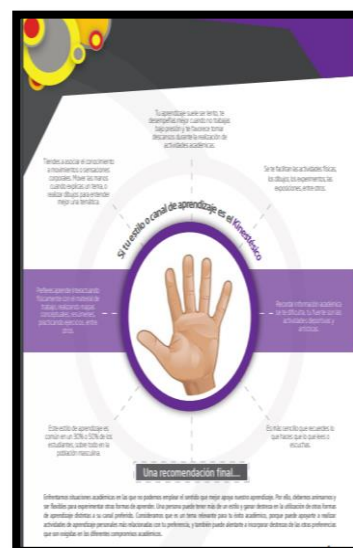 Tu aprendizaje suele ser lento, te
desempeñas mejor cuando no trabajas
bajo presión y te favorece tomar
descansos durante la realización de
actividades académicas.
Tiendes a asociar el conocimiento
a movimientos o sensaciones
corporales. Mover las manos
cuando explicas un tema, o
realizar dibujos para entender
mejor una temática.
Se te facilitan las actividades físicas,
los dibujos, los experimentos, las
exposiciones, entre otros.
Si tu estilo o canal de aprendizaje es el Kinestésico
Prefieres aprender interactuando
físicamente con el material de
trabajo, realizando mapas
conceptuales, resúmenes,
practicando ejercicios, entre
otros.
Recordar información académica
se te dificulta, tu fuerte son las
actividades deportivas y
artísticas.
Este estilo de aprendizaje es
común en un 30% o 50% de los
estudiantes, sobre todo en la
población masculina.
Es más sencillo que recuerdes lo
que haces que lo que lees o
escuchas.
Una recomendación final...
Enfrentamos situaciones académicas en las que no podemos emplear el sentido que mejor apoya nuestro aprendizaje. Por ello, debemos animarnos y
ser flexibles para experimentar otras formas de aprender. Una persona puede tener más de un estilo y ganar destreza en la utilización de otras formas
de aprendizaje distintas a su canal preferido. Consideramos que es un tema relevante para tu éxito académico, porque puede apoyarte a realizar
actividades de aprendizaje personales más relacionadas con tu preferencia, y también puede alentarte a incorporar destrezas de las otras preferencias
que son exigidas en los diferentes compromisos académicos.